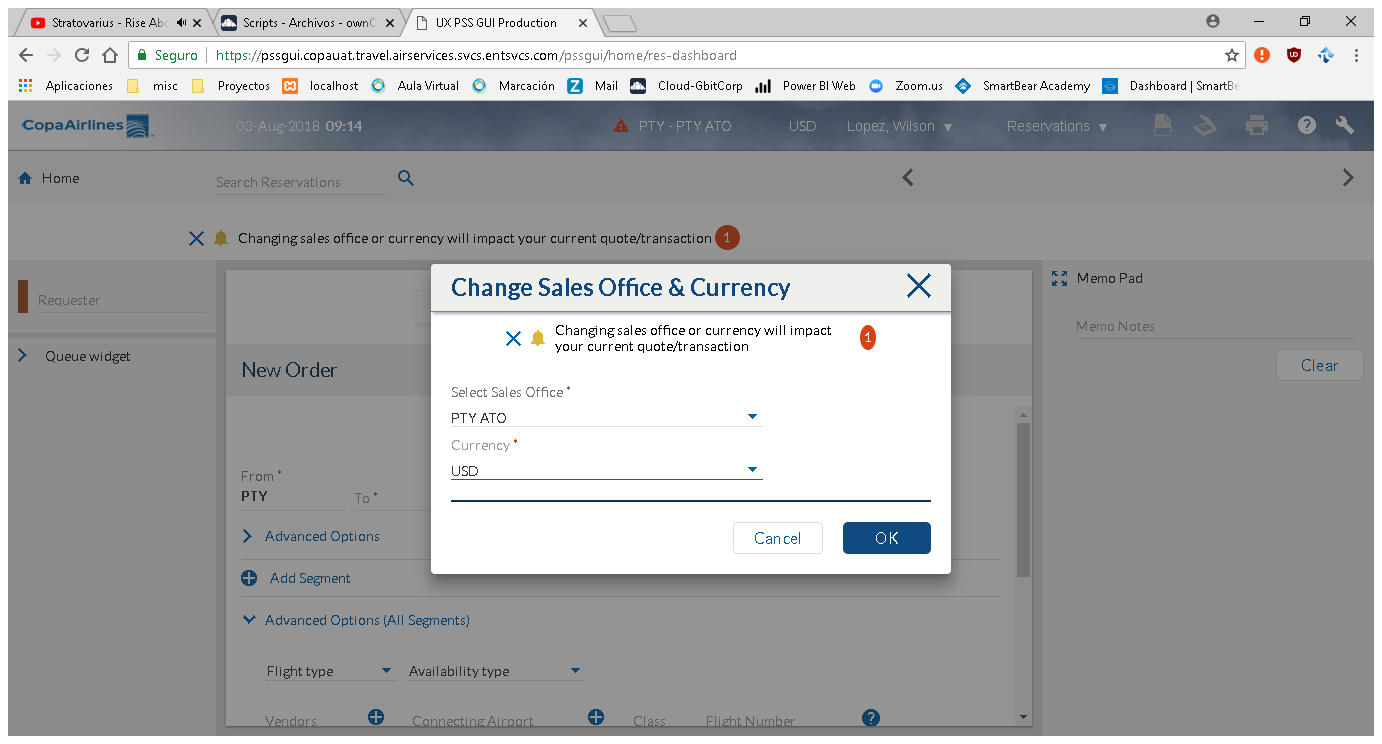 Stratovarius - Rise Abo
Scripts - Archivos - ownC
UX PSS GUI Production
Seguro
https://pssgui.copauat.travel.airservices.svcs.entsvcs.com/pssgui/home/res-dashboard
Aplicaciones
misc
Proyectos
localhost
Aula Virtual
Marcación
Mail
Cloud-GbitCorp
Power BI Web
Zoom.us
SmartBear Academy
Dashboard | SmartBe
CopaAirlines
03-Aug-2018 09:14
PTY - PTY ATO
USD
Lopez, Wilson
Reservations
Home
Search Reservations
Changing sales office or currency will impact your current quote/transaction 1
Requester
Queue widget
New Order
From *
PTY
To *
Advanced Options
Add Segment
Advanced Options (All Segments)
Flight type
Availability type
Vendors
Connecting Airport
Class
Flight Number
Change Sales Office & Currency
Changing sales office or currency will impact
your current quote/transaction
1
Select Sales Office *
PTY ATO
Currency *
USD
Cancel
OK
Memo Pad
Memo Notes
Clear